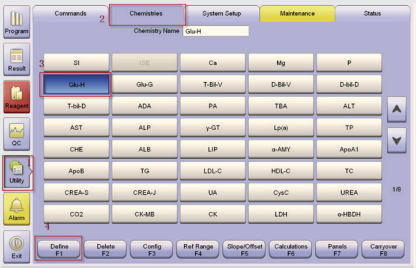 Commands Chemistries System Setup Maintenance Status
2
Program
Chemistry Name Glu-H
Result
SI ISE Ca Mg P
3
Glu-H Glu-G T-Bil-V D-Bil-V D-bil-D
Reagent
T-bil-D ADA PA TBA ALT
AST ALP γ-GT Lp(a) TP
QC
CHE ALB LIP α-AMY ApoA1
ApoB TG LDL-C HDL-C TC
Utility
CREA-S CREA-J UA CysC UREA
1/8
CO2 CK-MB CK LDH α-HBDH
Alarm
Define Delete Config Ref Range Slope/Offset Calculations Panels Carryover
F1 F2 F3 F4 F5 F6 F7 F8
Exit